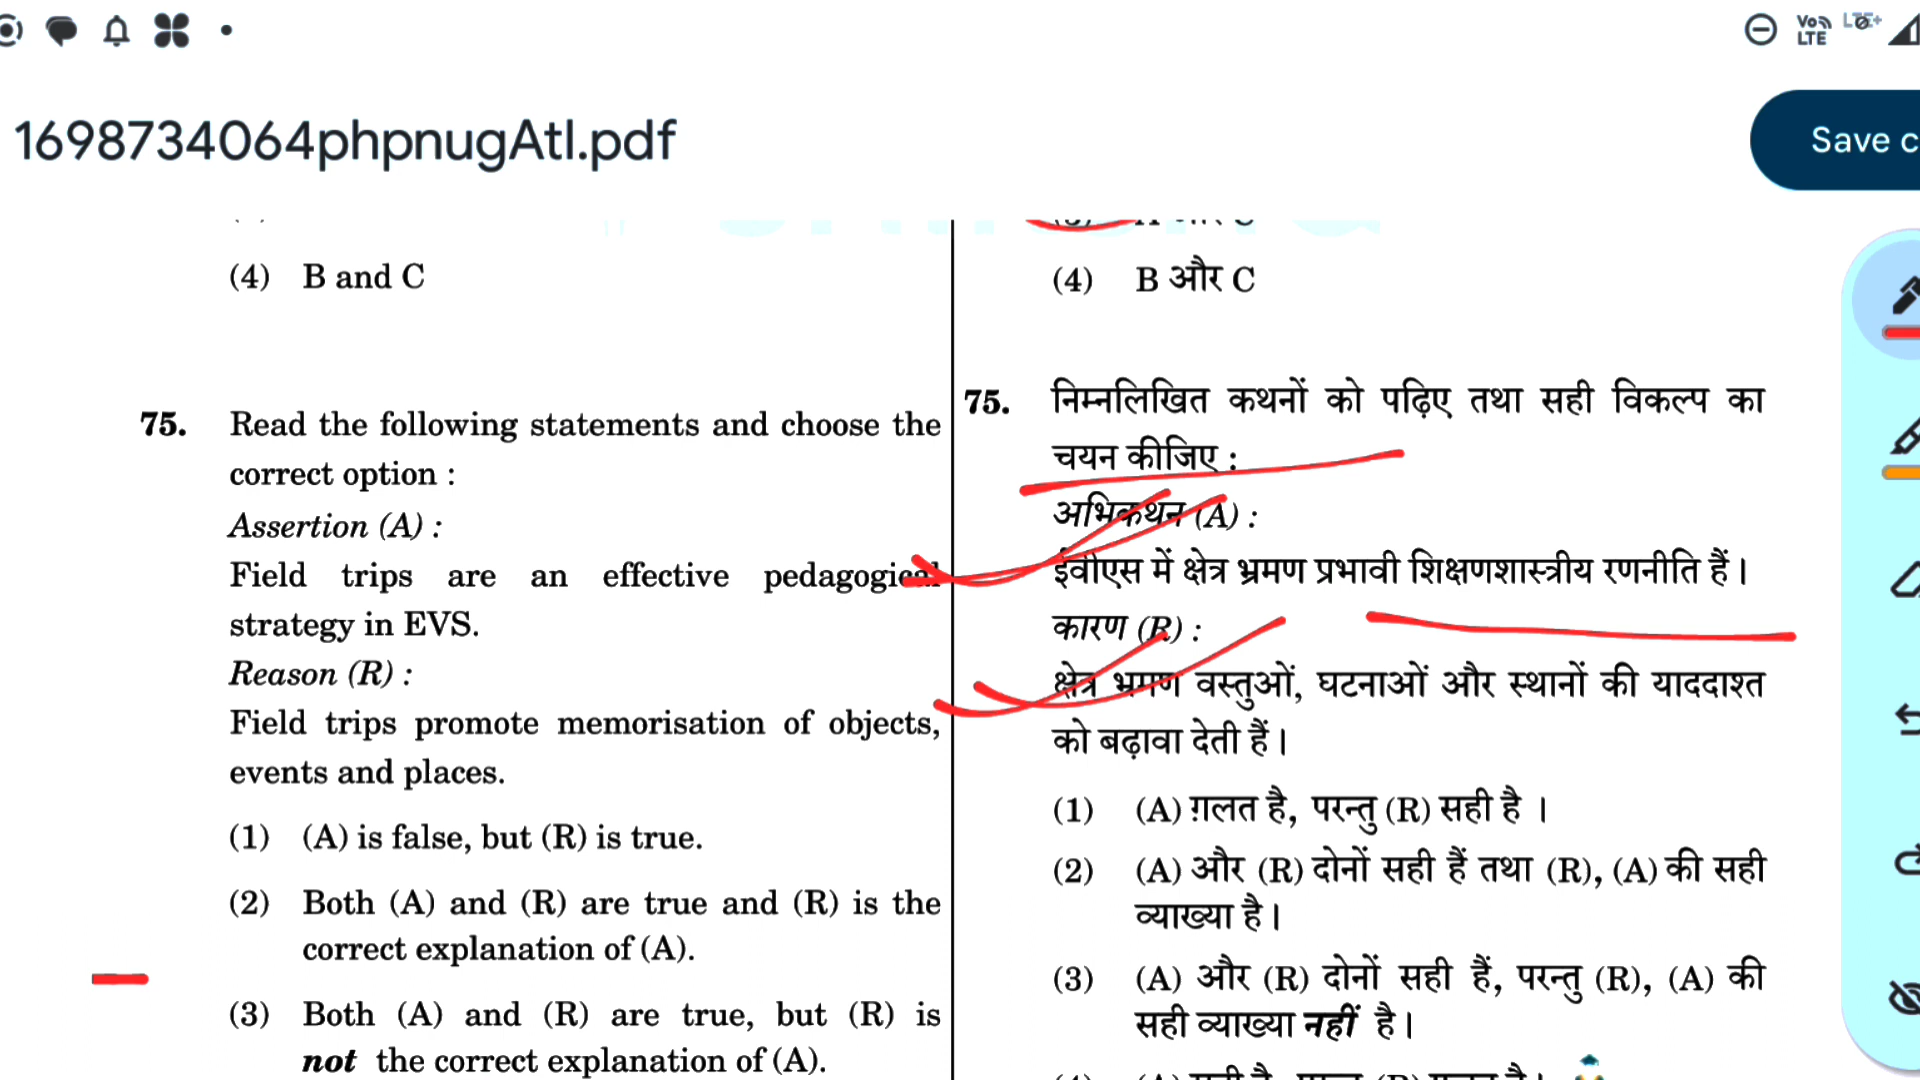 Vo
LTE
LTE+
1698734064phpnugAtl.pdf
Save c
(4) B and C
75. Read the following statements and choose the
correct option :
Assertion (A) :
Field trips are an effective pedagogical
strategy in EVS.
Reason (R) :
Field trips promote memorisation of objects,
events and places.
(1) (A) is false, but (R) is true.
(2) Both (A) and (R) are true and (R) is the
correct explanation of (A).
(3) Both (A) and (R) are true, but (R) is
not the correct explanation of (A).
(4) B और C
75. निम्नलिखित कथनों को पढ़िए तथा सही विकल्प का
चयन कीजिए :
अभिकथन (A) :
ईवीएस में क्षेत्र भ्रमण प्रभावी शिक्षणशास्त्रीय रणनीति हैं।
कारण (R) :
क्षेत्र भ्रमण वस्तुओं, घटनाओं और स्थानों की याददाश्त
को बढ़ावा देती हैं।
(1) (A) ग़लत है, परन्तु (R) सही है ।
(2) (A) और (R) दोनों सही हैं तथा (R), (A) की सही
व्याख्या है।
(3) (A) और (R) दोनों सही हैं, परन्तु (R), (A) की
सही व्याख्या नहीं है।